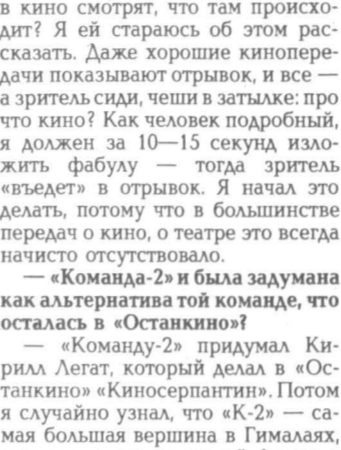 в кино смотрят, что там происхо-
дит? Я ей стараюсь об этом рас-
сказать. Даже хорошие кинопере-
дачи показывают отрывок, и все —
а зритель сиди, чеши в затылке: про
что кино? Как человек подробный,
я должен за 10—15 секунд изло-
жить фабулу — тогда зритель
«въедет» в отрывок. Я начал это
делать, потому что в большинстве
передач о кино, о театре это всегда
начисто отсутствовало.
— «Команда-2» и была задумана
как альтернатива той команде, что
осталась в «Останкино»?
— «Команду-2» придумал Ки-
рилл Легат, который делал в «Ос-
танкино» «Киносерпантин». Потом
я случайно узнал, что «К-2» — са-
мая большая вершина в Гималаях,